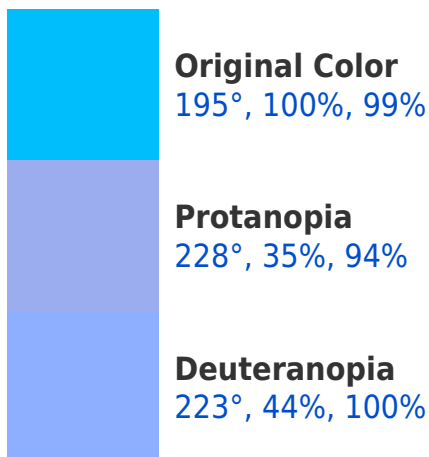 Original Color
195°, 100%, 99%
Protanopia
228°, 35%, 94%
Deuteranopia
223°, 44%, 100%